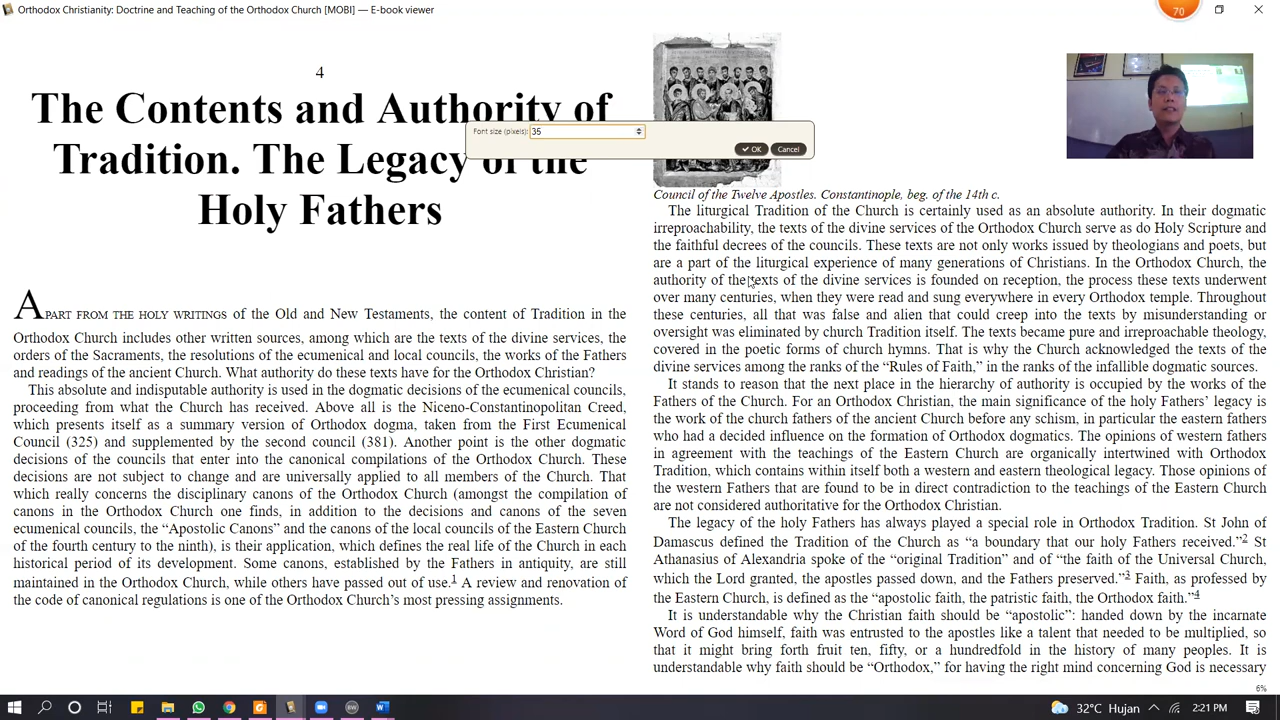 Orthodox Christianity: Doctrine and Teaching of the Orthodox Church [MOBI] — E-book viewer
70
4
The Contents and Authority of
Tradition. The Legacy of the
Holy Fathers
APART FROM THE HOLY WRITINGS of the Old and New Testaments, the content of Tradition in the
Orthodox Church includes other written sources, among which are the texts of the divine services, the
orders of the Sacraments, the resolutions of the ecumenical and local councils, the works of the Fathers
and readings of the ancient Church. What authority do these texts have for the Orthodox Christian?
This absolute and indisputable authority is used in the dogmatic decisions of the ecumenical councils,
proceeding from what the Church has received. Above all is the Niceno-Constantinopolitan Creed,
which presents itself as a summary version of Orthodox dogma, taken from the First Ecumenical
Council (325) and supplemented by the second council (381). Another point is the other dogmatic
decisions of the councils that enter into the canonical compilations of the Orthodox Church. These
decisions are not subject to change and are universally applied to all members of the Church. That
which really concerns the disciplinary canons of the Orthodox Church (amongst the compilation of
canons in the Orthodox Church one finds, in addition to the decisions and canons of the seven
ecumenical councils, the “Apostolic Canons” and the canons of the local councils of the Eastern Church
of the fourth century to the ninth), is their application, which defines the real life of the Church in each
historical period of its development. Some canons, established by the Fathers in antiquity, are still
maintained in the Orthodox Church, while others have passed out of use.1 A review and renovation of
the code of canonical regulations is one of the Orthodox Church’s most pressing assignments.
Font size (pixels): 35
OK Cancel
Council of the Twelve Apostles. Constantinople, beg. of the 14th c.
The liturgical Tradition of the Church is certainly used as an absolute authority. In their dogmatic
irreproachability, the texts of the divine services of the Orthodox Church serve as do Holy Scripture and
the faithful decrees of the councils. These texts are not only works issued by theologians and poets, but
are a part of the liturgical experience of many generations of Christians. In the Orthodox Church, the
authority of the texts of the divine services is founded on reception, the process these texts underwent
over many centuries, when they were read and sung everywhere in every Orthodox temple. Throughout
these centuries, all that was false and alien that could creep into the texts by misunderstanding or
oversight was eliminated by church Tradition itself. The texts became pure and irreproachable theology,
covered in the poetic forms of church hymns. That is why the Church acknowledged the texts of the
divine services among the ranks of the “Rules of Faith,” in the ranks of the infallible dogmatic sources.
It stands to reason that the next place in the hierarchy of authority is occupied by the works of the
Fathers of the Church. For an Orthodox Christian, the main significance of the holy Fathers’ legacy is
the work of the church fathers of the ancient Church before any schism, in particular the eastern fathers
who had a decided influence on the formation of Orthodox dogmatics. The opinions of western fathers
in agreement with the teachings of the Eastern Church are organically intertwined with Orthodox
Tradition, which contains within itself both a western and eastern theological legacy. Those opinions of
the western Fathers that are found to be in direct contradiction to the teachings of the Eastern Church
are not considered authoritative for the Orthodox Christian.
The legacy of the holy Fathers has always played a special role in Orthodox Tradition. St John of
Damascus defined the Tradition of the Church as “a boundary that our holy Fathers received.”2 St
Athanasius of Alexandria spoke of the “original Tradition” and of “the faith of the Universal Church,
which the Lord granted, the apostles passed down, and the Fathers preserved.”3 Faith, as professed by
the Eastern Church, is defined as the “apostolic faith, the patristic faith, the Orthodox faith.”4
It is understandable why the Christian faith should be “apostolic”: handed down by the incarnate
Word of God himself, faith was entrusted to the apostles like a talent that needed to be multiplied, so
that it might bring forth fruit ten, fifty, or a hundredfold in the history of many peoples. It is
understandable why faith should be “Orthodox,” for having the right mind concerning God is necessary
6%
32°C Hujan
2:21 PM